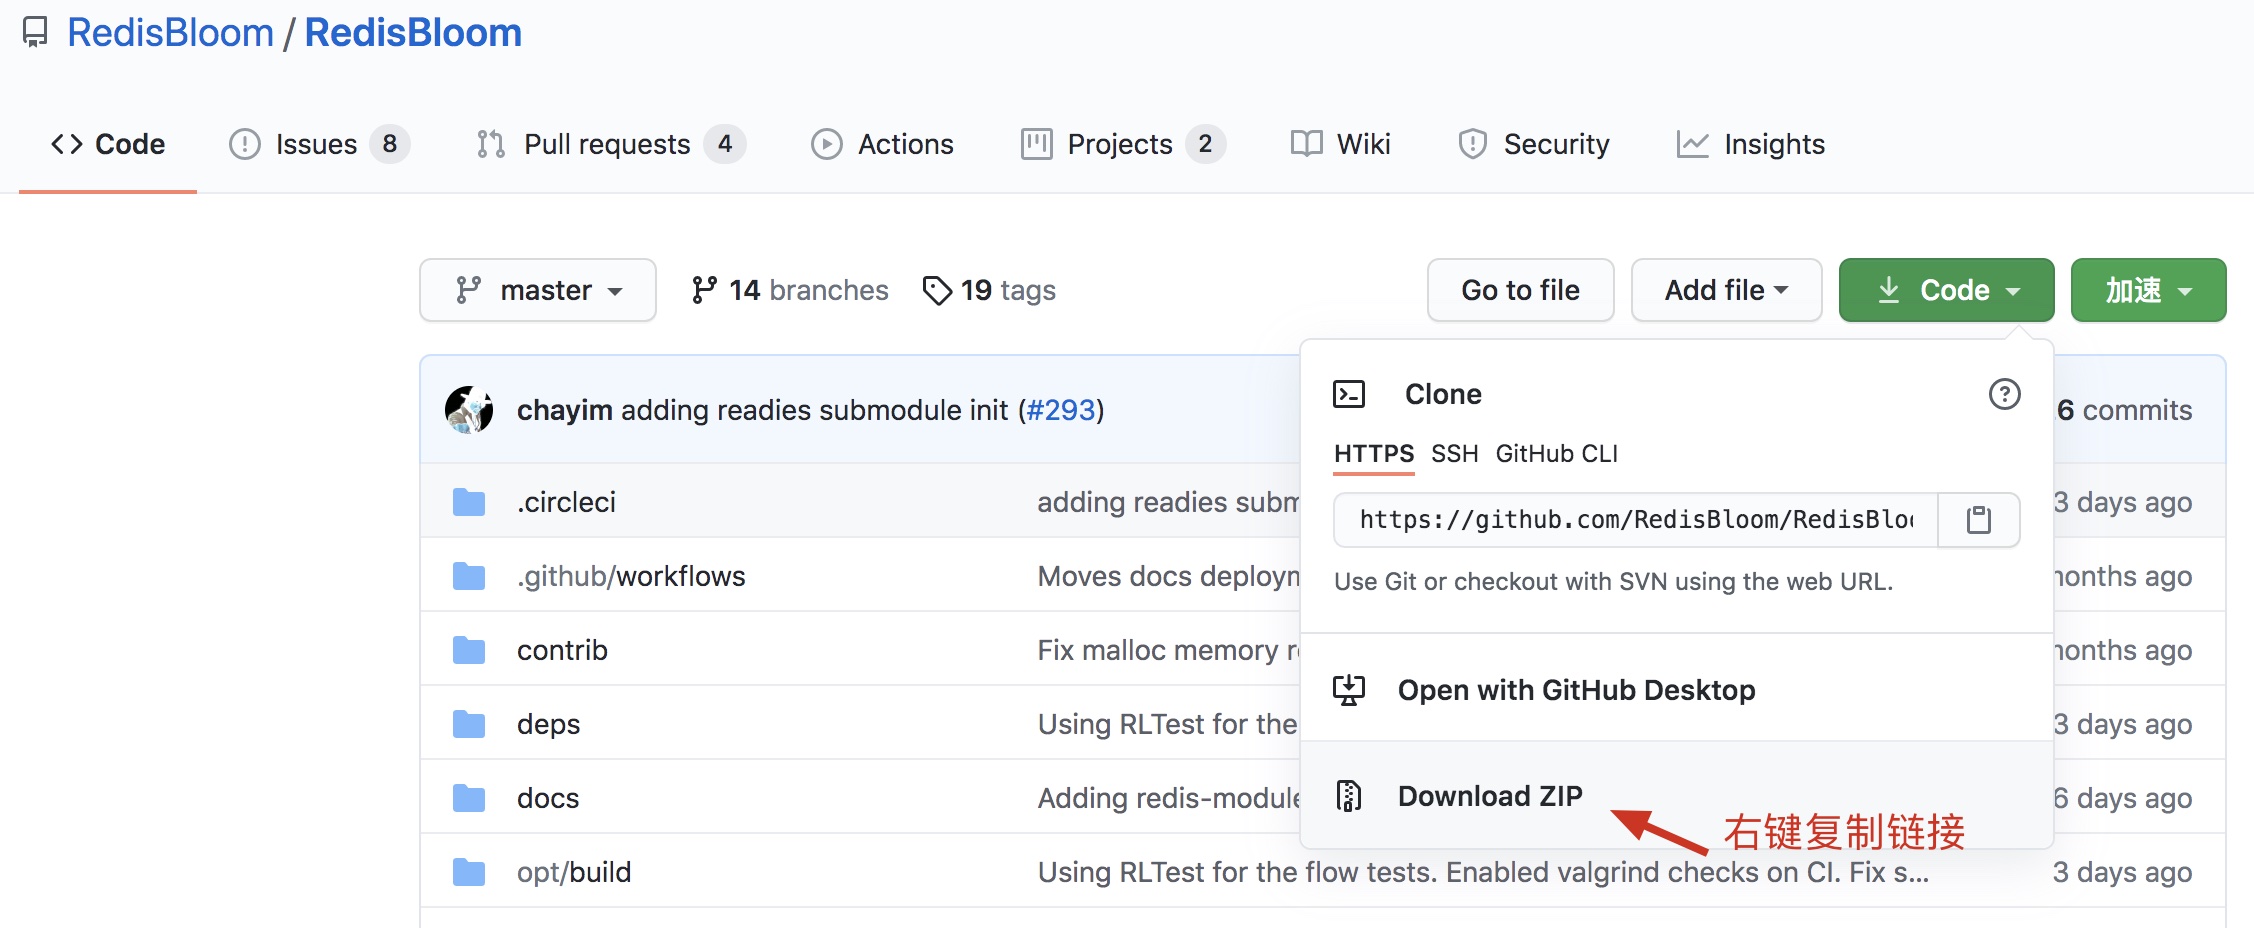 RedisBloom / RedisBloom
Code Issues 8 Pull requests 4 Actions Projects 2 Wiki Security Insights
master 14 branches 19 tags Go to file Add file Code 加速
chayim adding readies submodule init (#293) 6 commits
Clone
HTTPS SSH GitHub CLI
.circleci adding readies subm 3 days ago
https://github.com/RedisBloom/RedisBloo
.github/workflows Moves docs deployn onths ago
Use Git or checkout with SVN using the web URL.
contrib Fix malloc memory r onths ago
Open with GitHub Desktop
deps Using RLTest for the 3 days ago
docs Adding redis-module 6 days ago
Download ZIP
右键复制链接
opt/build Using RLTest for the flow tests. Enabled valgrind checks on CI. Fix s... 3 days ago